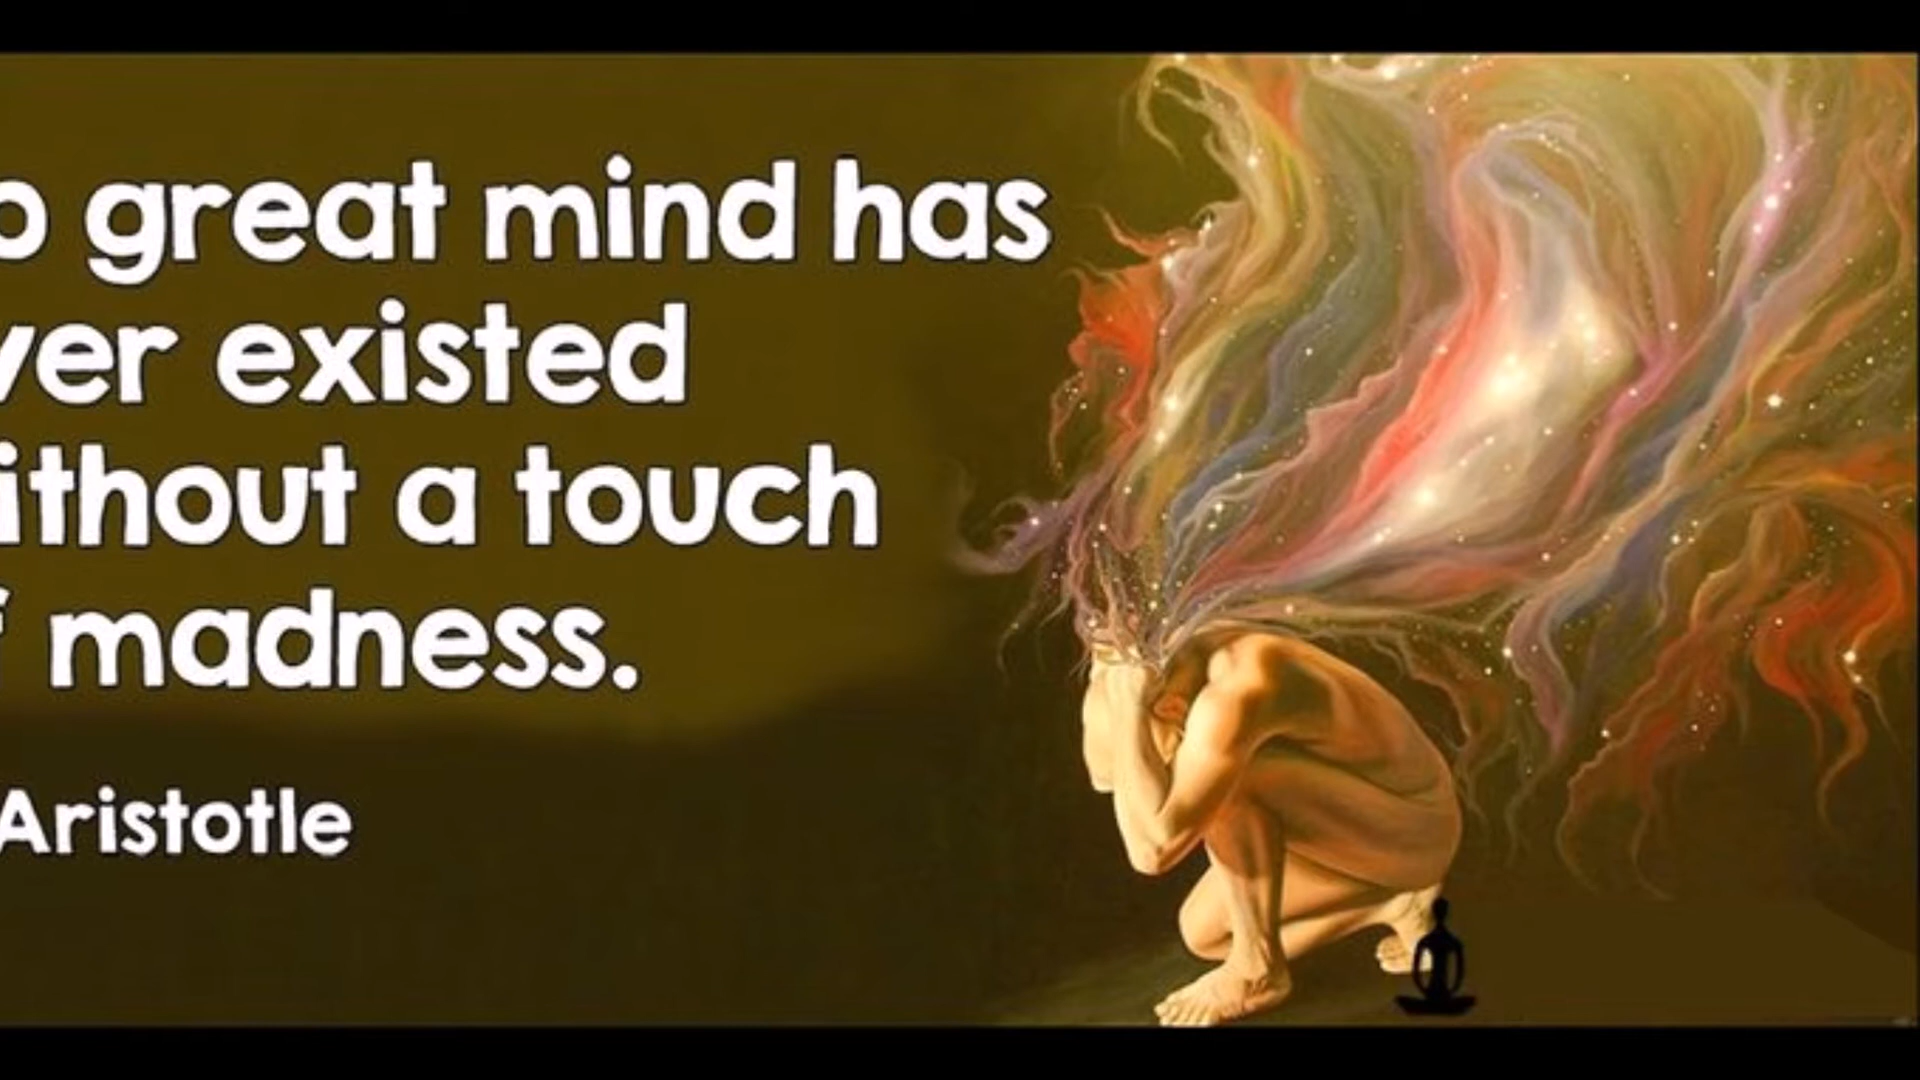 o great mind has
ver existed
ithout a touch
f madness.
Aristotle